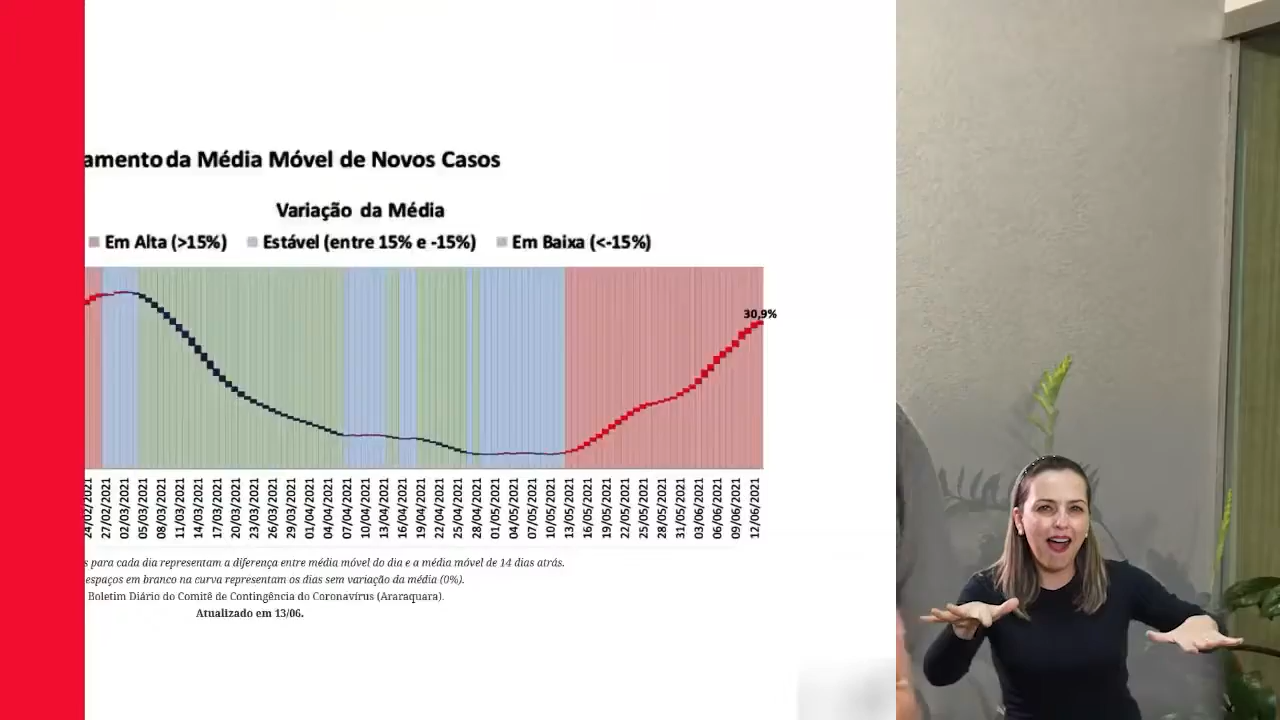 amento da Média Móvel de Novos Casos
Variação da Média
Em Alta (>15%) Estável (entre 15% e -15%) Em Baixa (<-15%)
30,9%
24/02/2021 27/02/2021 02/03/2021 05/03/2021 08/03/2021 11/03/2021 14/03/2021 17/03/2021 20/03/2021 23/03/2021 26/03/2021 29/03/2021 01/04/2021 04/04/2021 07/04/2021 10/04/2021 13/04/2021 16/04/2021 19/04/2021 22/04/2021 25/04/2021 28/04/2021 01/05/2021 04/05/2021 07/05/2021 10/05/2021 13/05/2021 16/05/2021 19/05/2021 22/05/2021 25/05/2021 28/05/2021 31/05/2021 03/06/2021 06/06/2021 09/06/2021 12/06/2021
s para cada dia representam a diferença entre média móvel do dia e a média móvel de 14 dias atrás.
espaços em branco na curva representam os dias sem variação da média (0%).
Boletim Diário do Comitê de Contingência do Coronavírus (Araraquara).
Atualizado em 13/06.